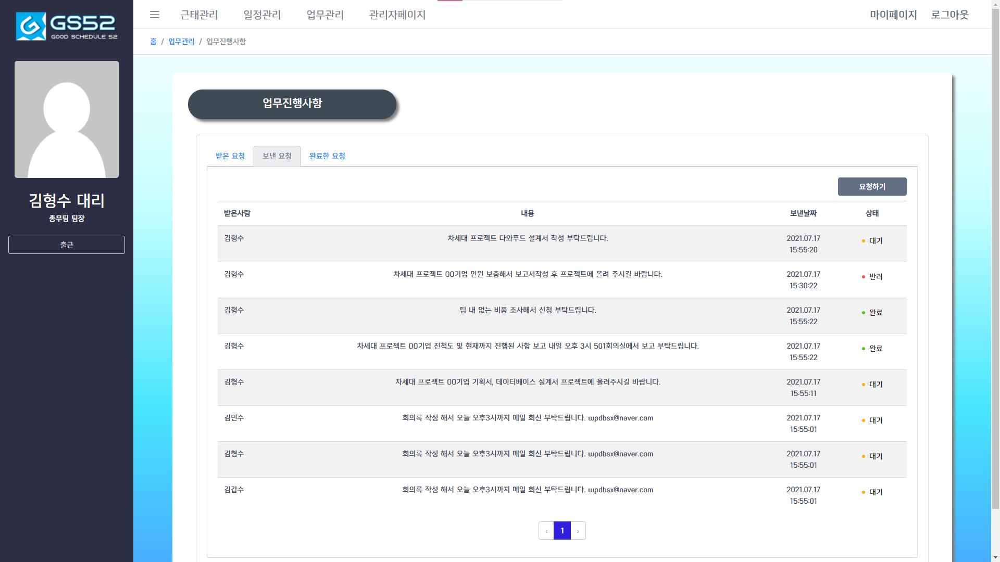 GS52
GOOD SCHEDULE 52
김형수 대리
총무팀 팀장
출근
근태관리 일정관리 업무관리 관리자페이지 마이페이지 로그아웃
홈 / 업무관리 / 업무진행사항
업무진행사항
받은 요청 보낸 요청 완료한 요청
요청하기
받은사람 내용 보낸날짜 상태
김형수 차세대 프로젝트 다와푸드 설계서 작성 부탁드립니다. 2021.07.17 대기
15:55:20
김형수 차세대 프로젝트 00기업 인원 보충해서 보고서작성 후 프로젝트에 올려 주시길 바랍니다. 2021.07.17 반려
15:30:22
김형수 팀 내 없는 비품 조사해서 신청 부탁드립니다. 2021.07.17 완료
15:55:22
김형수 차세대 프로젝트 00기업 진척도 및 현재까지 진행된 사항 보고 내일 오후 3시 501회의실에서 보고 부탁드립니다. 2021.07.17 완료
15:55:22
김형수 차세대 프로젝트 00기업 기획서, 데이터베이스 설계서 프로젝트에 올려주시길 바랍니다. 2021.07.17 대기
15:55:11
김민수 회의록 작성 해서 오늘 오후3시까지 메일 회신 부탁드립니다. wpdbsx@naver.com 2021.07.17 대기
15:55:01
김형수 회의록 작성 해서 오늘 오후3시까지 메일 회신 부탁드립니다. wpdbsx@naver.com 2021.07.17 대기
15:55:01
김갑수 회의록 작성 해서 오늘 오후3시까지 메일 회신 부탁드립니다. wpdbsx@naver.com 2021.07.17 대기
15:55:01
‹ 1 ›